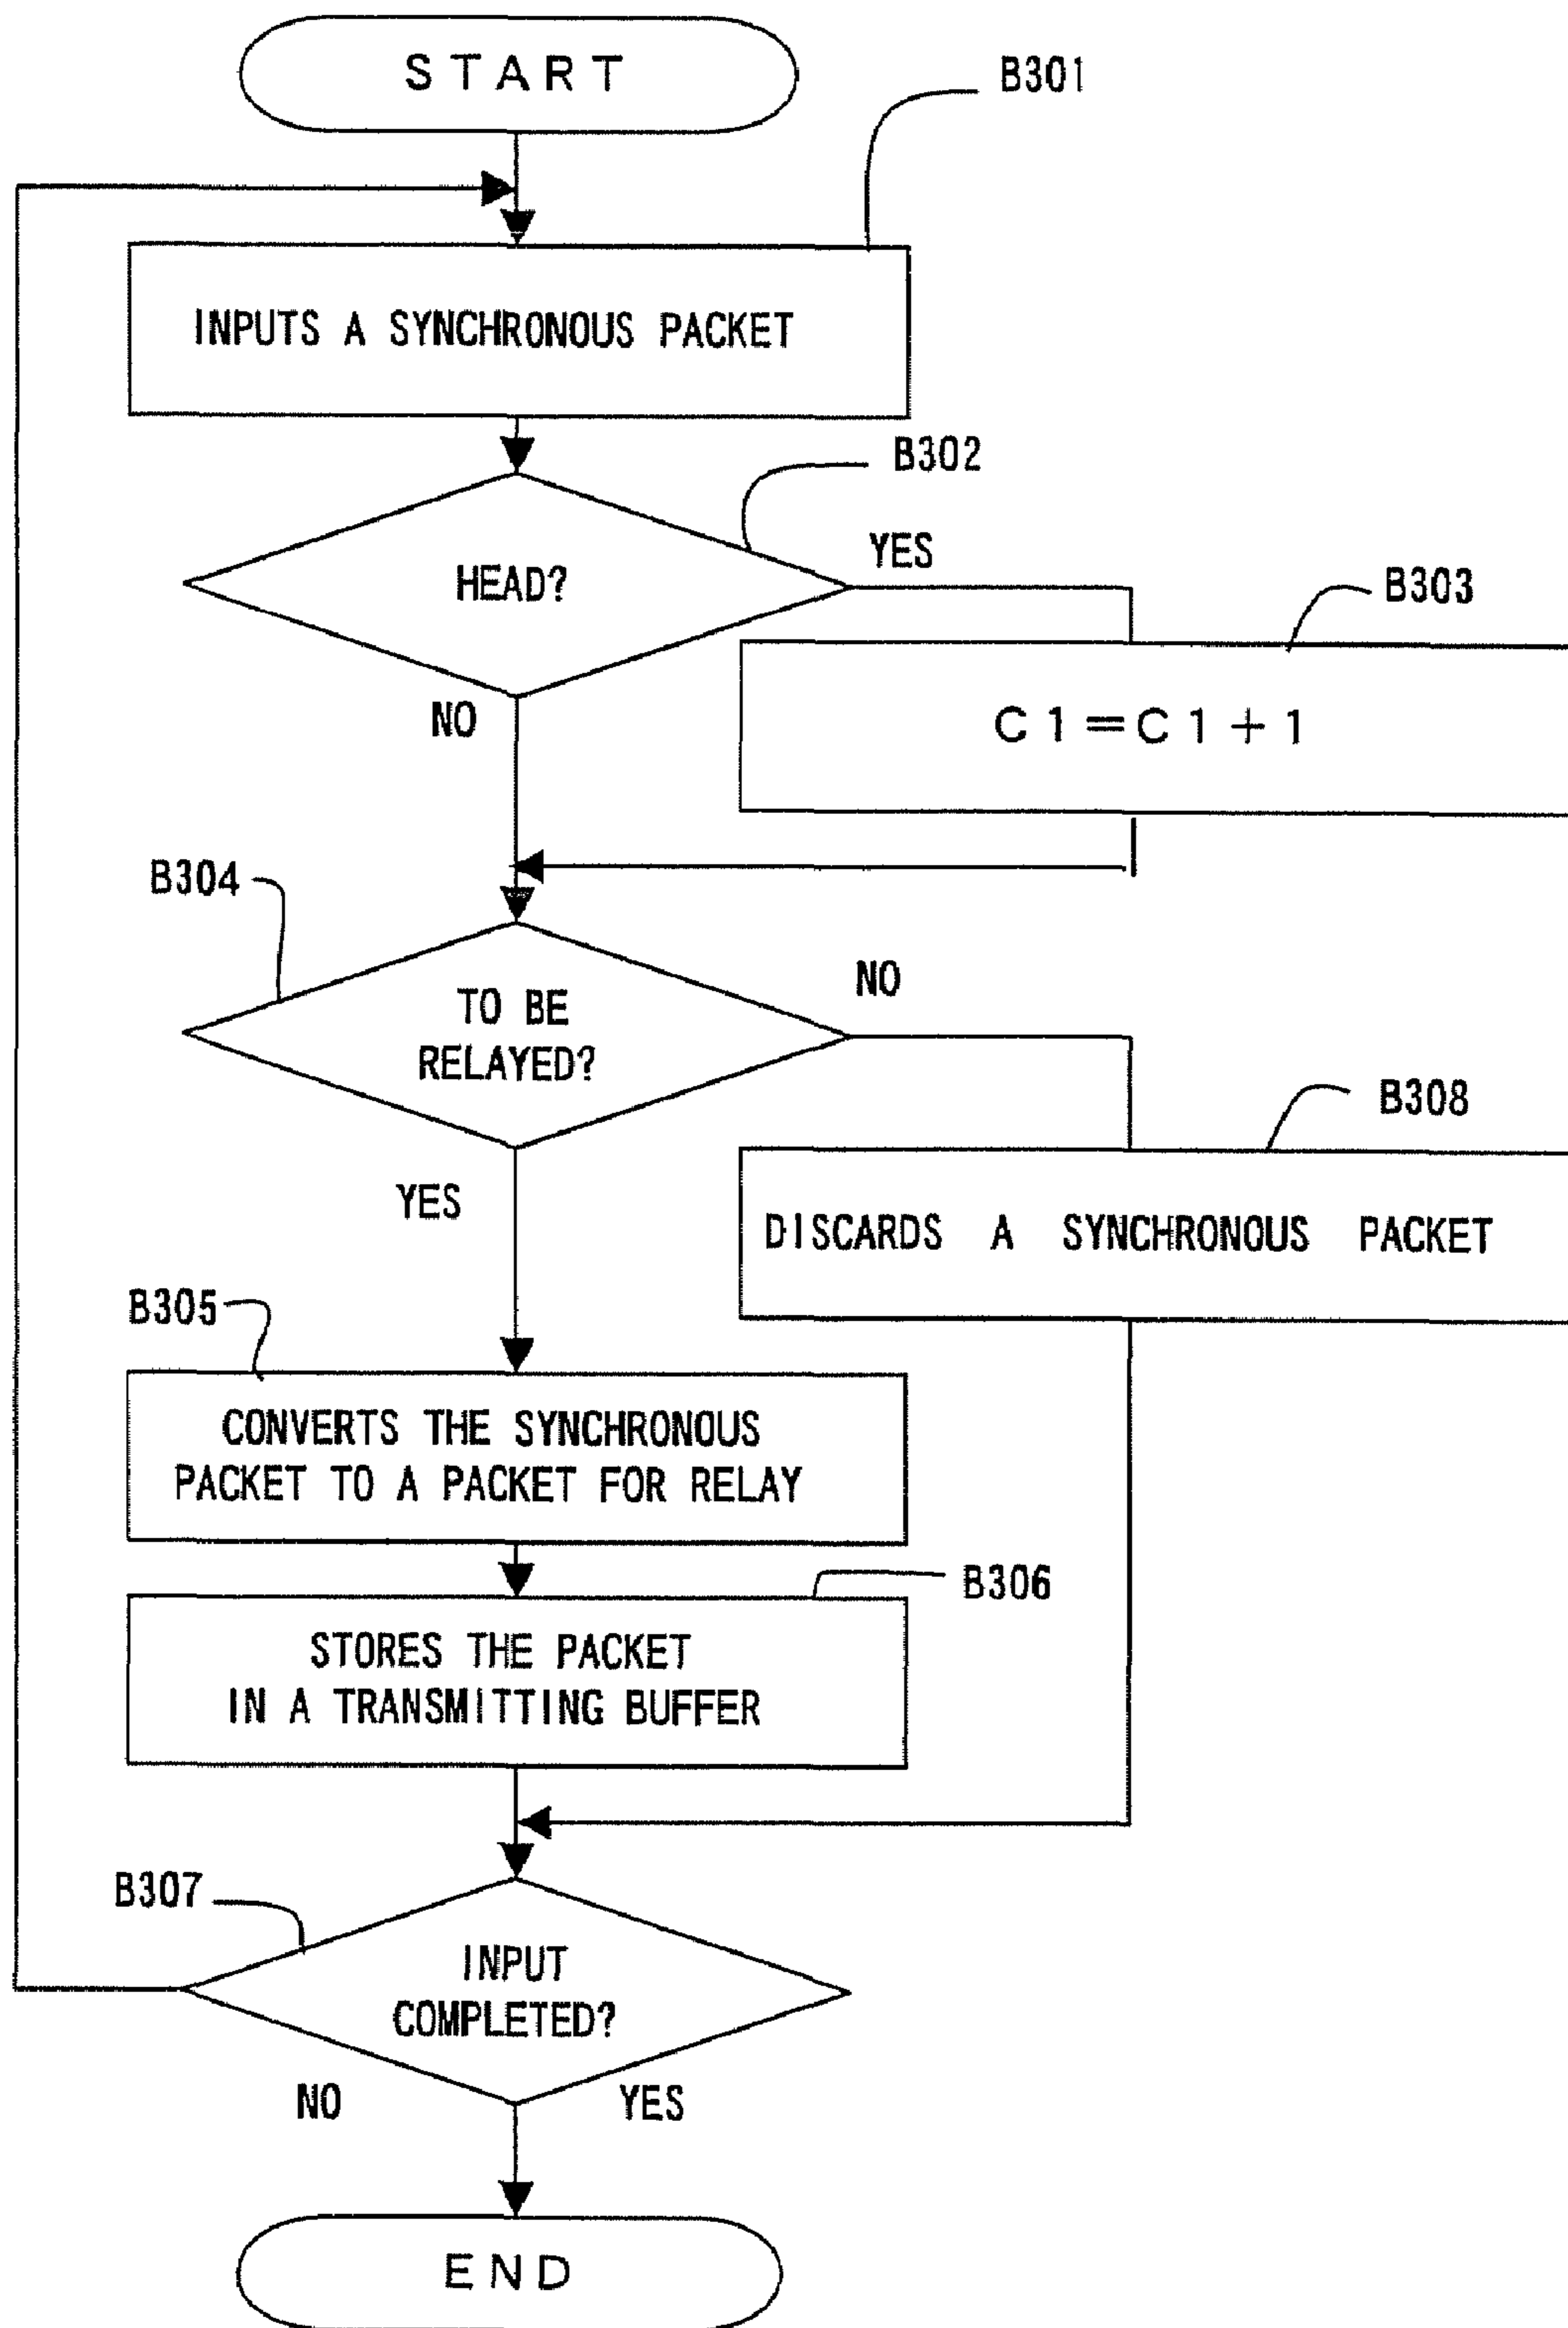 START
B301
INPUTS A SYNCHRONOUS PACKET
B302
HEAD?
YES
B303
C1=C1+1
NO
B304
TO BE
RELAYED?
NO
B308
YES
DISCARDS A SYNCHRONOUS PACKET
B305
CONVERTS THE SYNCHRONOUS
PACKET TO A PACKET FOR RELAY
B306
STORES THE PACKET
IN A TRANSMITTING BUFFER
B307
INPUT
COMPLETED?
NO
YES
END